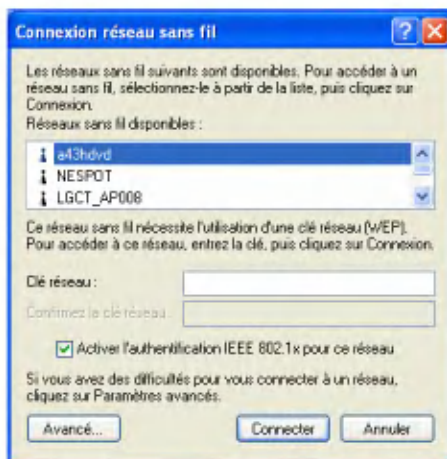 Connexion réseau sans fil
Les réseaux sans fil suivants sont disponibles. Pour accéder à un
réseau sans fil, sélectionnez-le à partir de la liste, puis cliquez sur
Connexion.
Réseaux sans fil disponibles :
a43hdvd
NESPOT
LGCT_AP008
Ce réseau sans fil nécessite l'utilisation d'une clé réseau (WEP).
Pour accéder à ce réseau, entrez la clé, puis cliquez sur Connexion.
Clé réseau :
Confirmez la clé réseau :
Activer l'authentification IEEE 802.1x pour ce réseau
Si vous avez des difficultés pour vous connecter à un réseau,
cliquez sur Paramètres avancés.
Avancé... Connecter Annuler